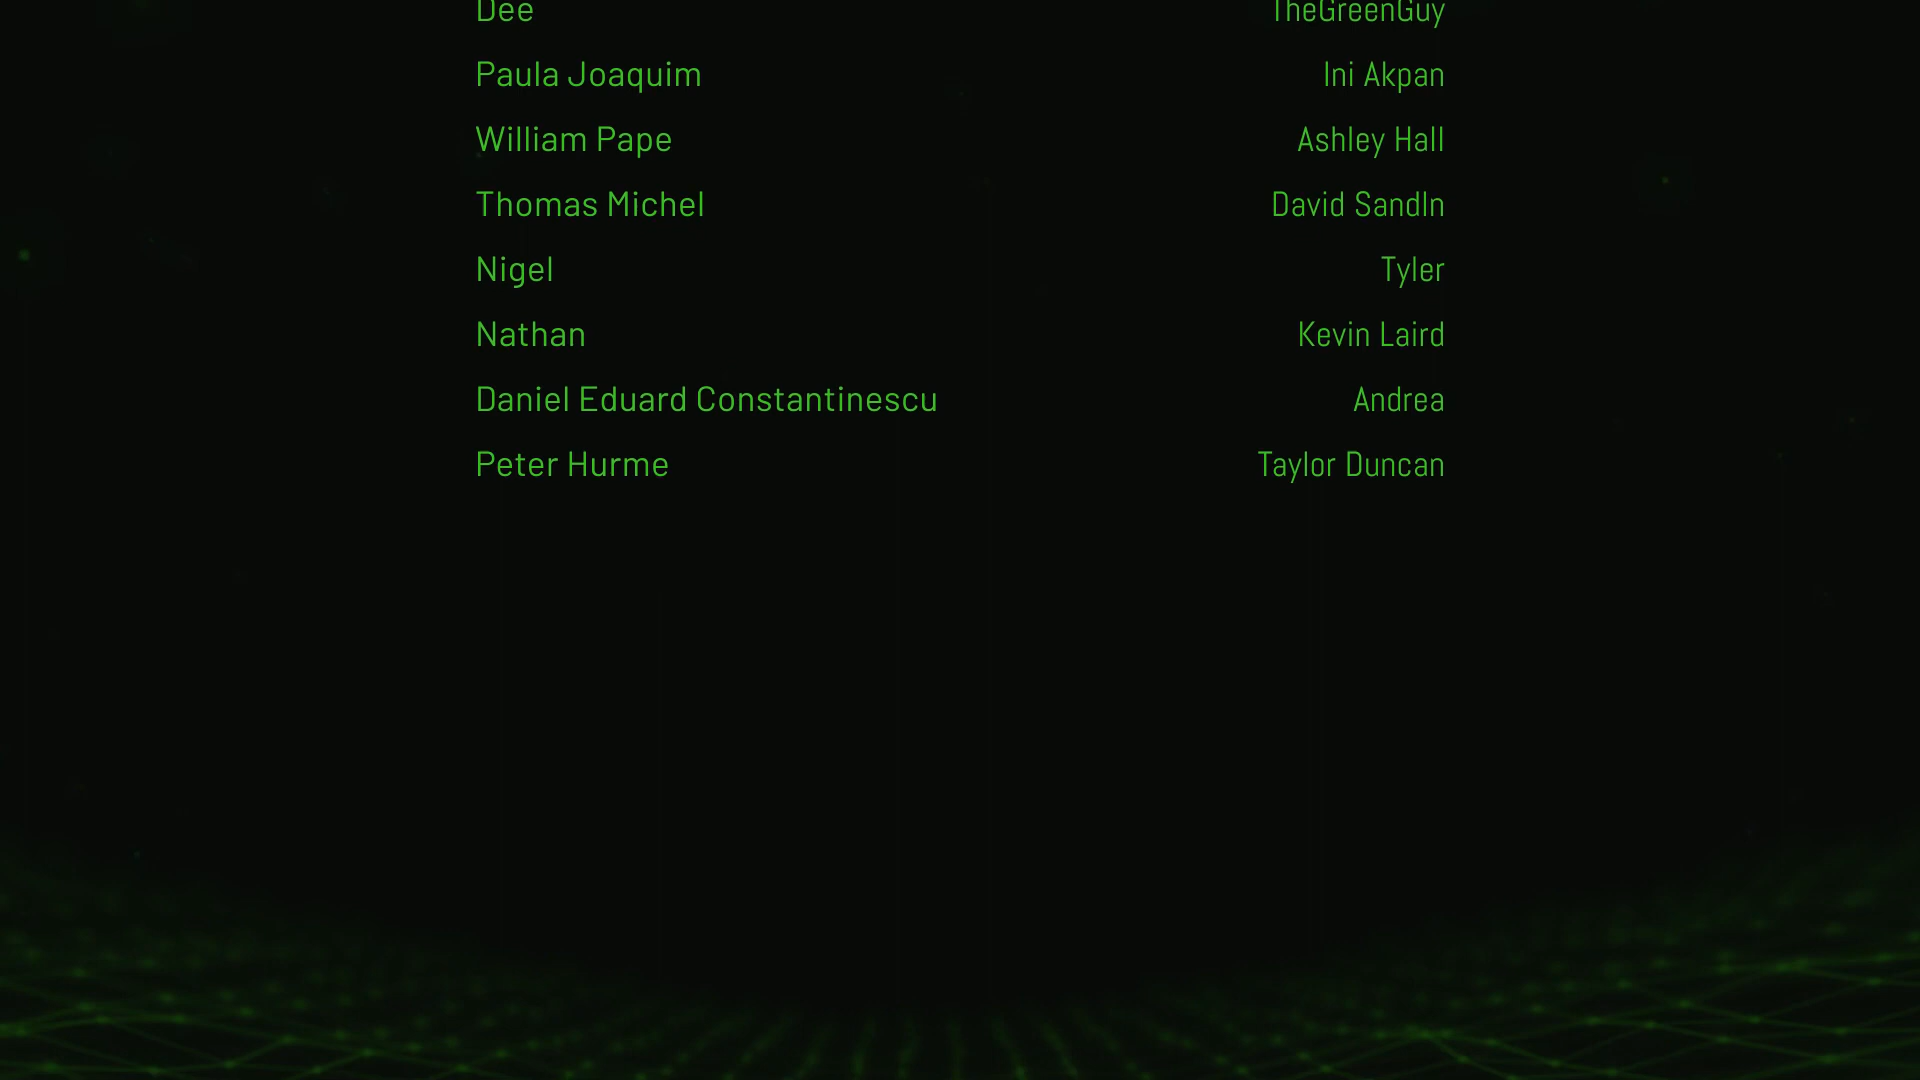 Dee TheGreenGuy
Paula Joaquim Ini Akpan
William Pape Ashley Hall
Thomas Michel David SandIn
Nigel Tyler
Nathan Kevin Laird
Daniel Eduard Constantinescu Andrea
Peter Hurme Taylor Duncan